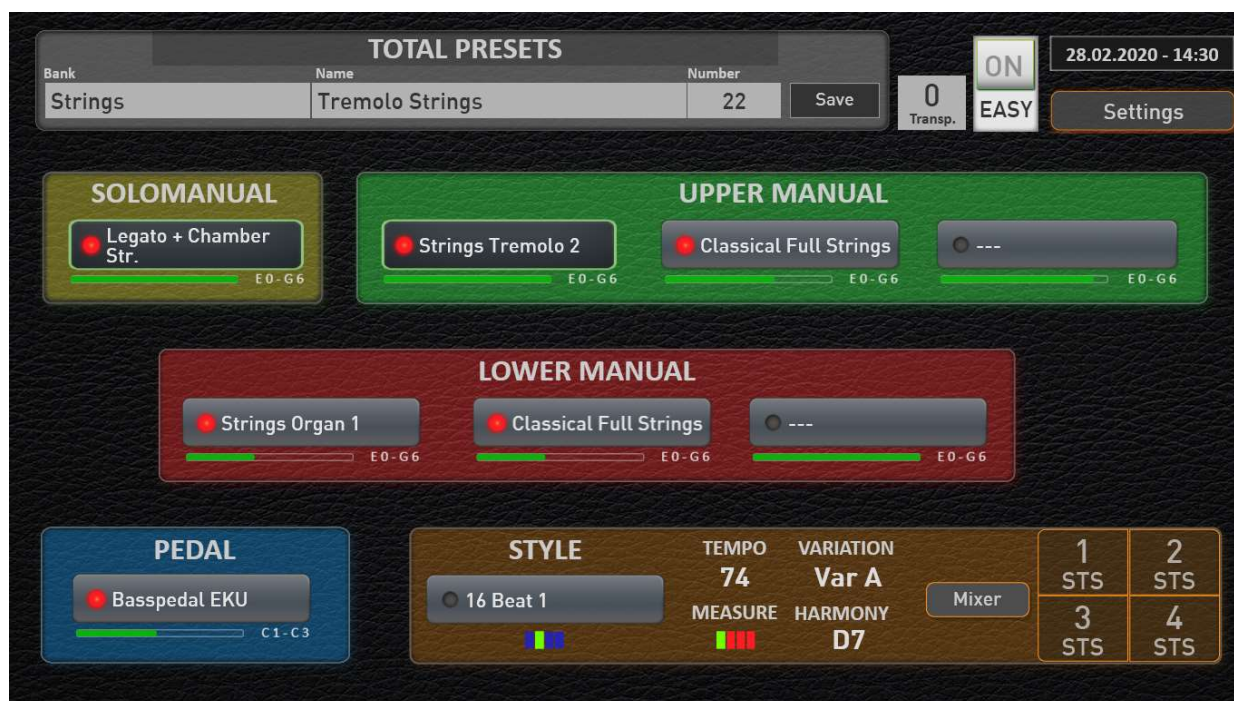 TOTAL PRESETS
Bank Name Number
Strings Tremolo Strings 22 Save
0
Transp.
ON
EASY
28.02.2020 - 14:30
Settings
SOLOMANUAL
Legato + Chamber
Str.
E0-G6
UPPER MANUAL
Strings Tremolo 2 Classical Full Strings ---
E0-G6 E0-G6 E0-G6
LOWER MANUAL
Strings Organ 1 Classical Full Strings ---
E0-G6 E0-G6 E0-G6
PEDAL
Basspedal EKU
C1-C3
STYLE
16 Beat 1
TEMPO VARIATION
74 Var A
MEASURE HARMONY
D7
Mixer
1 2
STS STS
3 4
STS STS